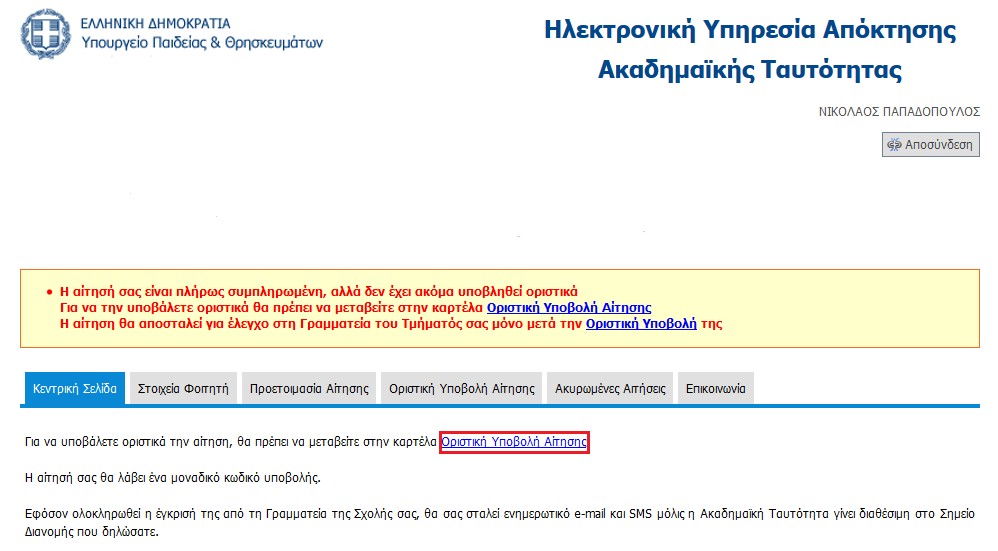 ΕΛΛΗΝΙΚΗ ΔΗΜΟΚΡΑΤΙΑ
Υπουργείο Παιδείας & Θρησκευμάτων
Ηλεκτρονική Υπηρεσία Απόκτησης
Ακαδημαϊκής Ταυτότητας
ΝΙΚΟΛΑΟΣ ΠΑΠΑΔΟΠΟΥΛΟΣ
Αποσύνδεση
• Η αίτησή σας είναι πλήρως συμπληρωμένη, αλλά δεν έχει ακόμα υποβληθεί οριστικά
Για να την υποβάλετε οριστικά θα πρέπει να μεταβείτε στην καρτέλα Οριστική Υποβολή Αίτησης
Η αίτηση θα αποσταλεί για έλεγχο στη Γραμματεία του Τμήματός σας μόνο μετά την Οριστική Υποβολή της
Κεντρική Σελίδα Στοιχεία Φοιτητή Προετοιμασία Αίτησης Οριστική Υποβολή Αίτησης Ακυρωμένες Αιτήσεις Επικοινωνία
Για να υποβάλετε οριστικά την αίτηση, θα πρέπει να μεταβείτε στην καρτέλα Οριστική Υποβολή Αίτησης
Η αίτησή σας θα λάβει ένα μοναδικό κωδικό υποβολής.
Εφόσον ολοκληρωθεί η έγκρισή της από τη Γραμματεία της Σχολής σας, θα σας σταλεί ενημερωτικό e-mail και SMS μόλις η Ακαδημαϊκή Ταυτότητα γίνει διαθέσιμη στο Σημείο
Διανομής που δηλώσατε.